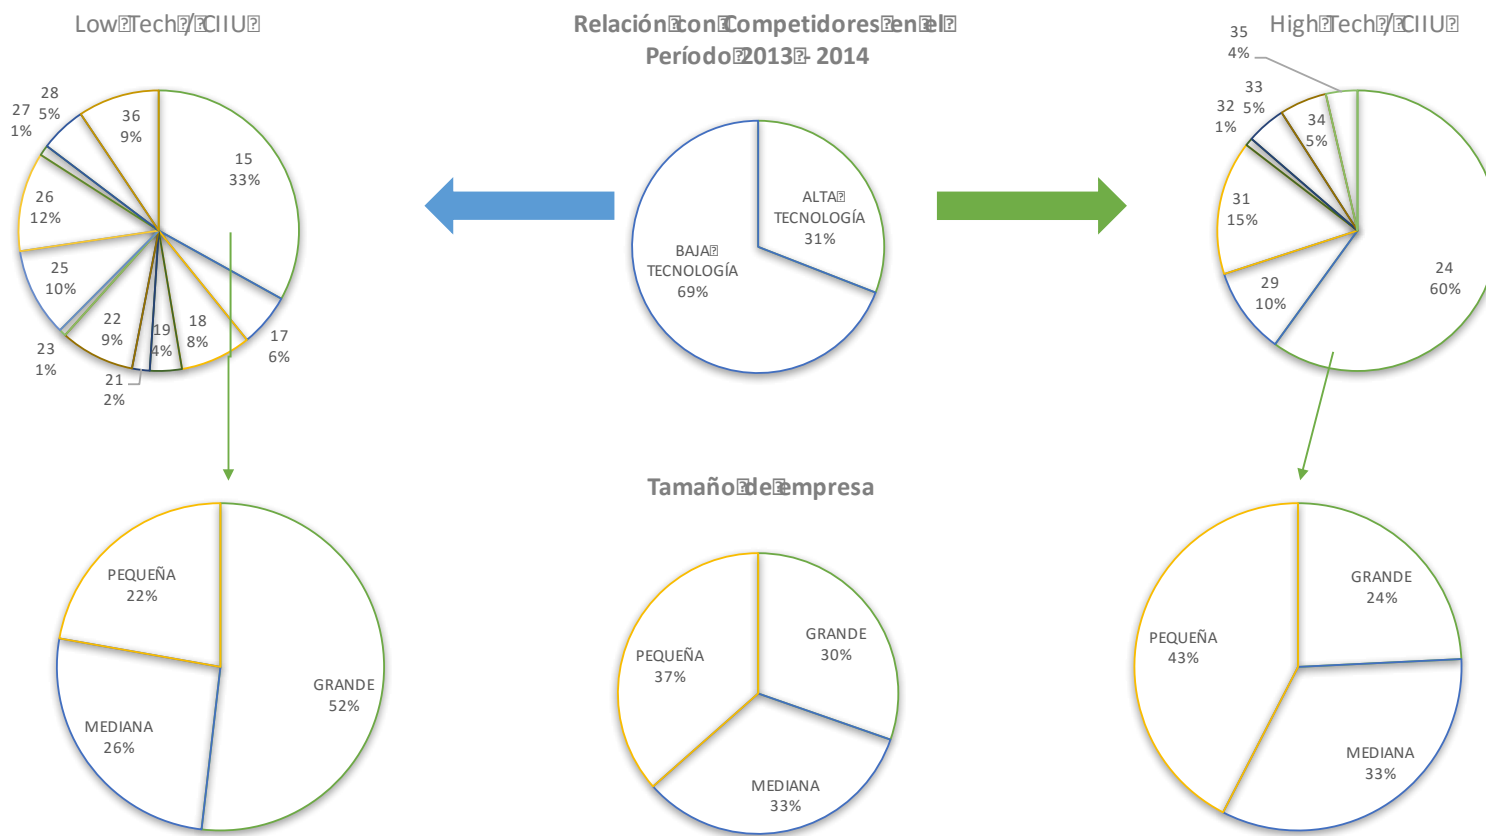 Low Tech / CIIU
Relación con Competidores en el
Período 2013 - 2014
High Tech / CIIU
15
33%
17
6%
18
8%
19
4%
21
2%
22
9%
23
1%
25
10%
26
12%
27
1%
28
5%
36
9%
ALTA
TECNOLOGÍA
31%
BAJA
TECNOLOGÍA
69%
24
60%
29
10%
31
15%
32
1%
33
5%
34
5%
35
4%
Tamaño de empresa
GRANDE
52%
MEDIANA
26%
PEQUEÑA
22%
GRANDE
30%
MEDIANA
33%
PEQUEÑA
37%
GRANDE
24%
MEDIANA
33%
PEQUEÑA
43%